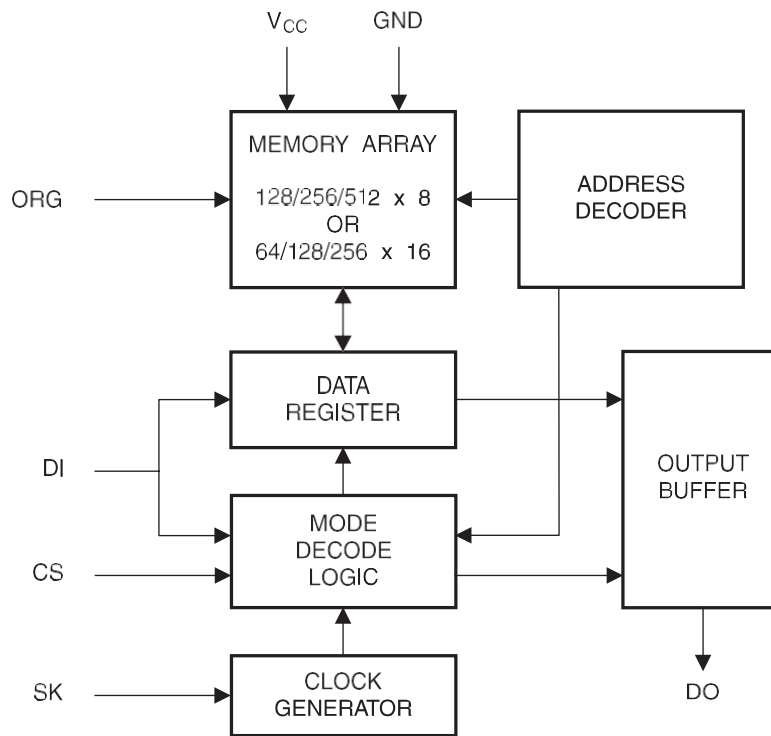 V_CC GND
MEMORY ARRAY
128/256/512 x 8
OR
64/128/256 x 16
ORG
ADDRESS
DECODER
DATA
REGISTER
DI
OUTPUT
BUFFER
MODE
DECODE
LOGIC
CS
CLOCK
GENERATOR
SK
DO